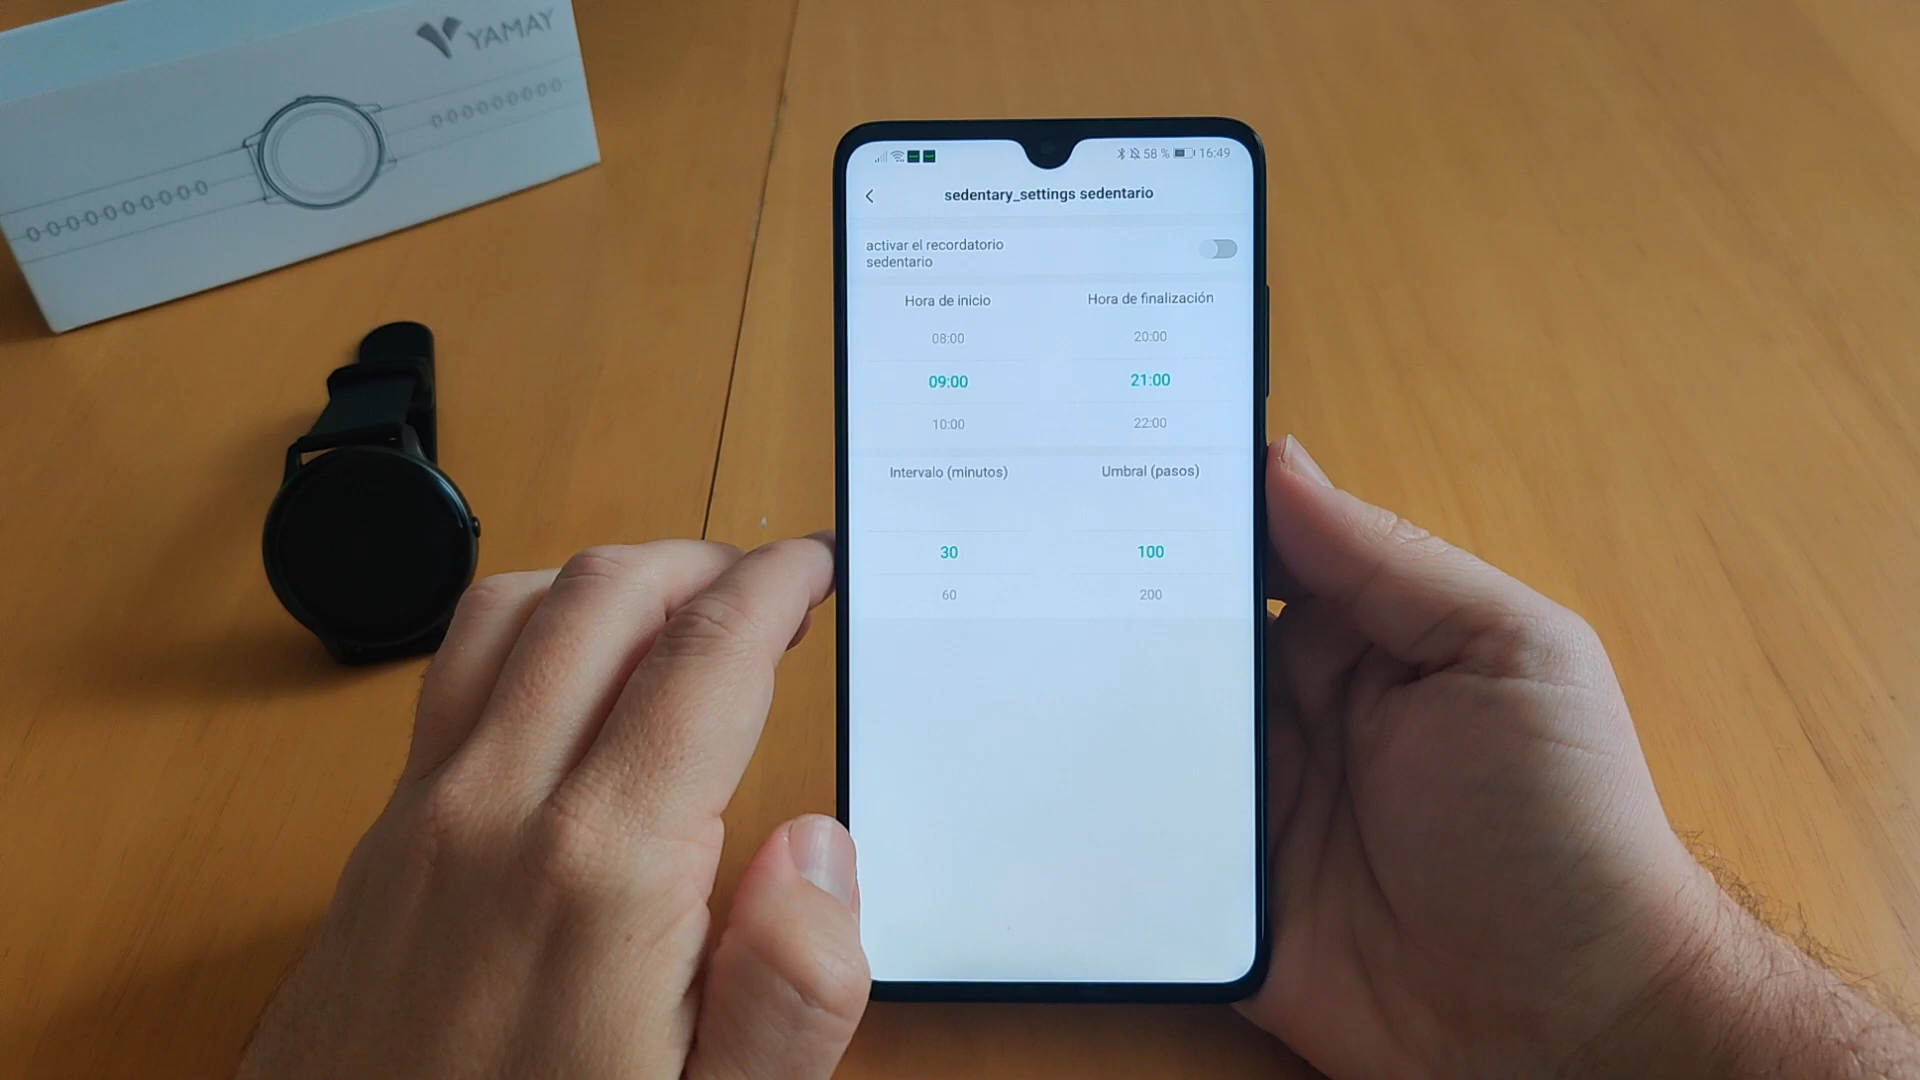 YAMAY
58 % 16:49
sedentary_settings sedentario
activar el recordatorio
sedentario
Hora de inicio
Hora de finalización
08:00
20:00
09:00
21:00
10:00
22:00
Intervalo (minutos)
Umbral (pasos)
30
100
60
200